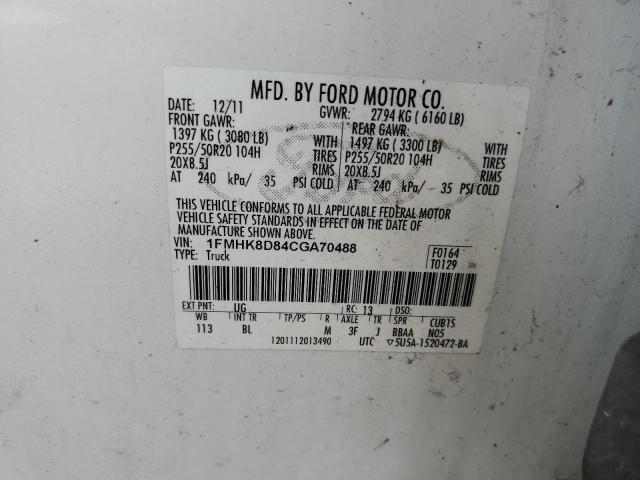 MFD. BY FORD MOTOR CO.
DATE: 12/11 GVWR: 2794 KG ( 6160 LB)
FRONT GAWR: REAR GAWR:
1397 KG ( 3080 LB) 1497 KG ( 3300 LB)
P255/50R20 104H TIRES P255/50R20 104H TIRES
20X8.5J RIMS 20X8.5J RIMS
AT 240 kPa/ 35 PSI COLD AT 240 kPa/ 35 PSI COLD
THIS VEHICLE CONFORMS TO ALL APPLICABLE FEDERAL MOTOR
VEHICLE SAFETY STANDARDS IN EFFECT ON THE DATE OF
MANUFACTURE SHOWN ABOVE.
VIN: 1FMHK8D84CGA70488 F0164
TYPE: Truck T0129
EXT PNT: UG RC: 13 DSO:
WB INT TR TP/PS R AXLE TR SPR CUBTS
113 BL M 3F J BBAA N05
1201112013490 UTC ▽5U5A-1520472-BA
Ford